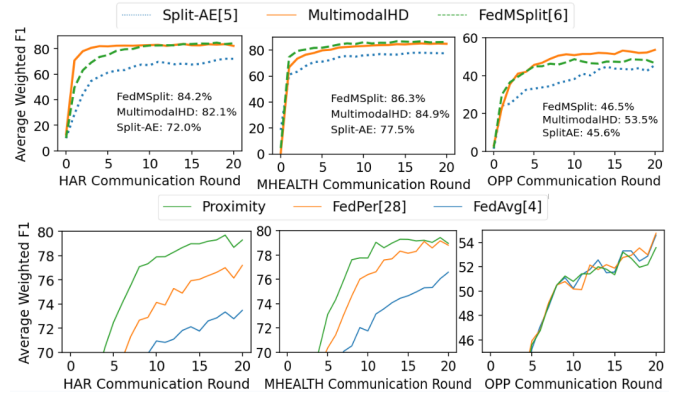 Split-AE[5] MultimodalHD FedMSplit[6]
Average Weighted F1
80
60
40
20
0
FedMSplit: 84.2%
MultimodalHD: 82.1%
Split-AE: 72.0%
0 5 10 15 20
HAR Communication Round
80
60
40
20
0
FedMSplit: 86.3%
MultimodalHD: 84.9%
Split-AE: 77.5%
0 5 10 15 20
MHEALTH Communication Round
80
60
40
20
0
FedMSplit: 46.5%
MultimodalHD: 53.5%
SplitAE: 45.6%
0 5 10 15 20
OPP Communication Round
Proximity FedPer[28] FedAvg[4]
Average Weighted F1
80
78
76
74
72
70
0 5 10 15 20
HAR Communication Round
80
78
76
74
72
70
0 5 10 15 20
MHEALTH Communication Round
54
52
50
48
46
0 5 10 15 20
OPP Communication Round